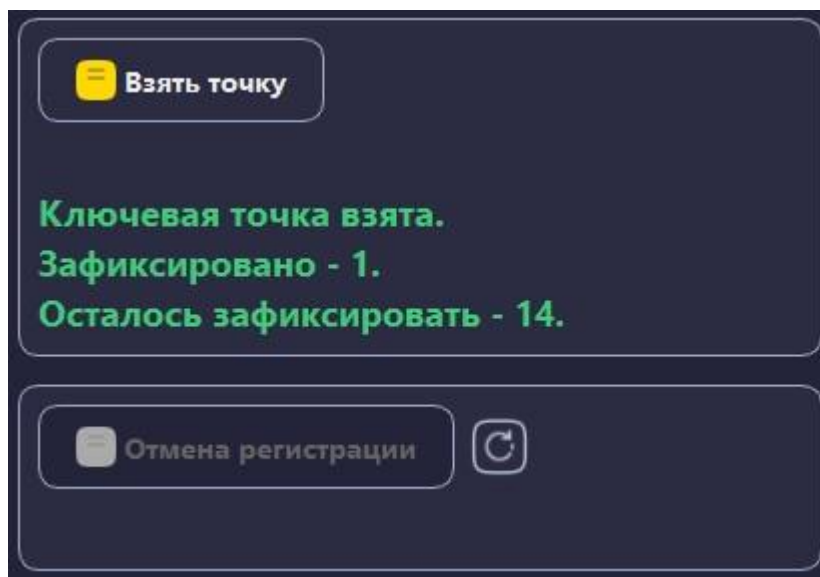 Взять точку
Ключевая точка взята.
Зафиксировано - 1.
Осталось зафиксировать - 14.
Отмена регистрации